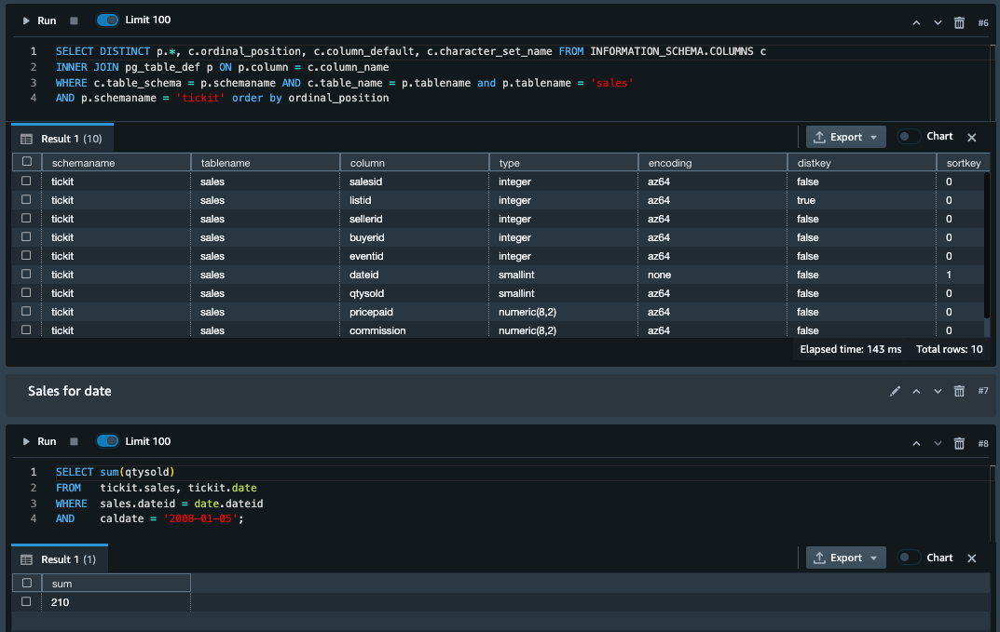 Run Limit 100 #6
1 SELECT DISTINCT p.*, c.ordinal_position, c.column_default, c.character_set_name FROM INFORMATION_SCHEMA.COLUMNS c
2 INNER JOIN pg_table_def p ON p.column = c.column_name
3 WHERE c.table_schema = p.schemaname AND c.table_name = p.tablename and p.tablename = 'sales'
4 AND p.schemaname = 'tickit' order by ordinal_position
Result 1 (10) Export Chart
schemaname tablename column type encoding distkey sortkey
tickit sales salesid integer az64 false 0
tickit sales listid integer az64 true 0
tickit sales sellerid integer az64 false 0
tickit sales buyerid integer az64 false 0
tickit sales eventid integer az64 false 0
tickit sales dateid smallint none false 1
tickit sales qtysold smallint az64 false 0
tickit sales pricepaid numeric(8,2) az64 false 0
tickit sales commission numeric(8,2) az64 false 0
Elapsed time: 143 ms Total rows: 10
Sales for date #7
Run Limit 100 #8
1 SELECT sum(qtysold)
2 FROM tickit.sales, tickit.date
3 WHERE sales.dateid = date.dateid
4 AND caldate = '2008-01-05';
Result 1 (1) Export Chart
sum
210